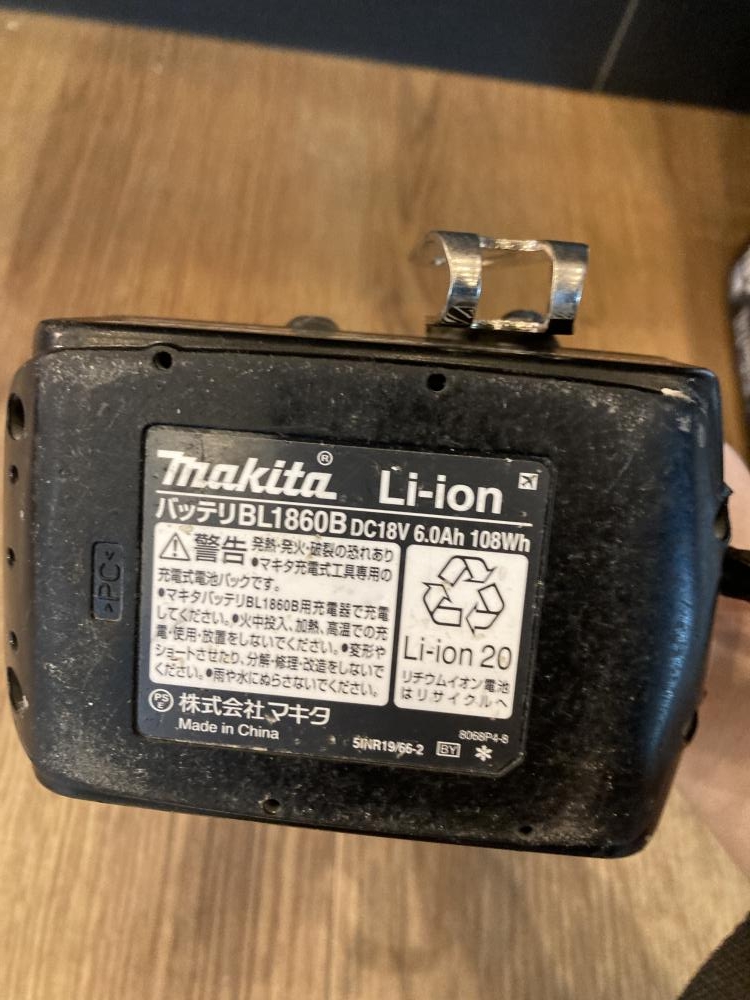 makita® Li-ion
バッテリBL1860B DC18V 6.0Ah 108Wh
警告 発熱・発火・破裂の恐れあり
●マキタ充電式工具専用の
充電式電池パックです。
●マキタバッテリBL1860B用充電器で充電
してください。●火中投入、加熱、高温での充
電・使用・放置をしないでください。●変形や
ショートさせたり、分解・修理・改造をしないで
ください。●雨や水にぬらさないでください。
Li-ion 20
リチウムイオン電池
はリサイクルへ
>PC<
PS
E
株式会社マキタ
Made in China
5INR19/66-2
8068P4-8
BY